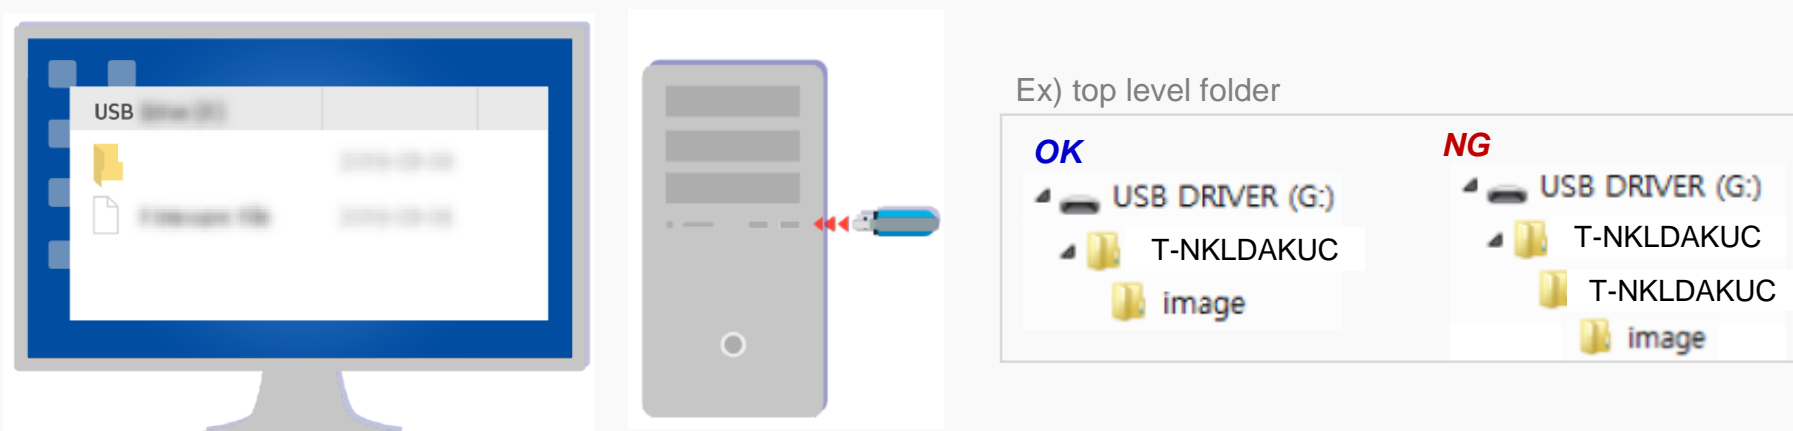 USB
Ex) top level folder
OK
USB DRIVER (G:)
T-NKLDAKUC
image
NG
USB DRIVER (G:)
T-NKLDAKUC
T-NKLDAKUC
image